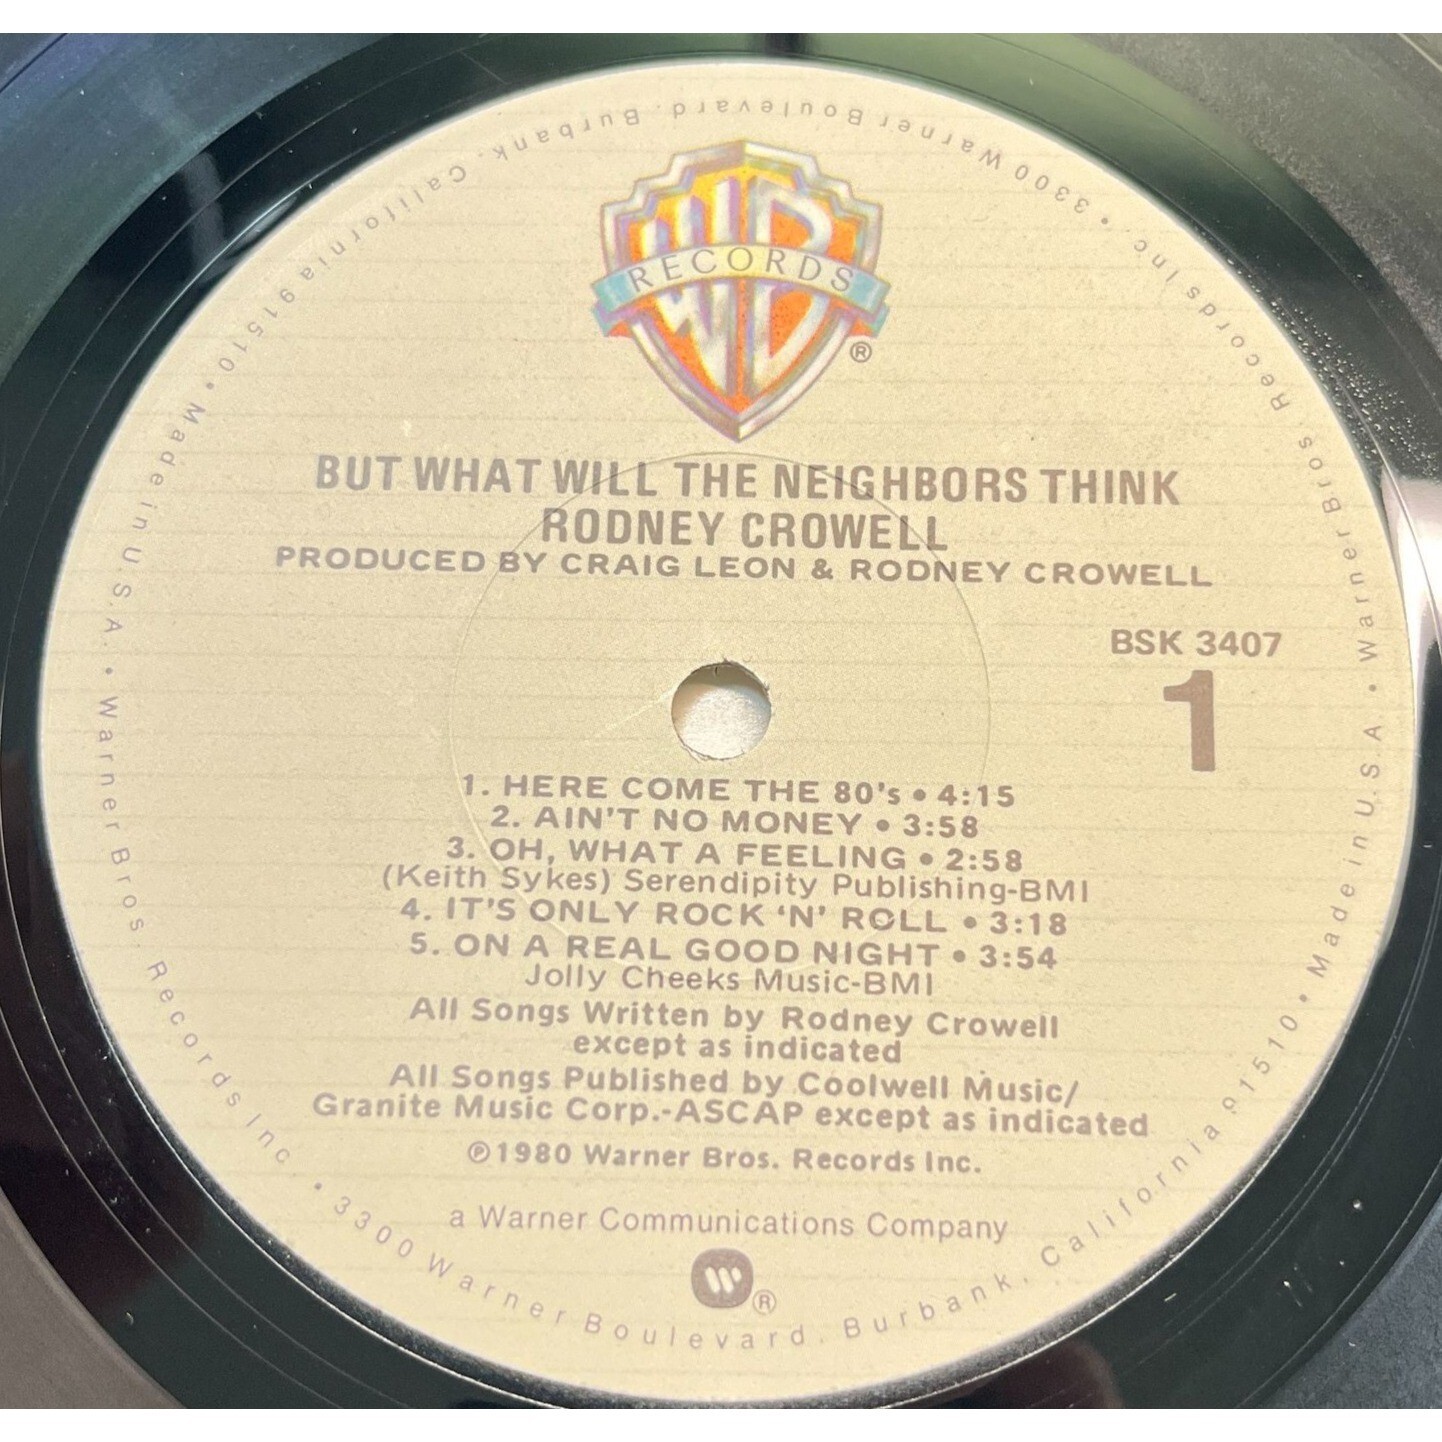 WB
RECORDS
®
BUT WHAT WILL THE NEIGHBORS THINK
RODNEY CROWELL
PRODUCED BY CRAIG LEON & RODNEY CROWELL
BSK 3407
1
1. HERE COME THE 80's • 4:15
2. AIN'T NO MONEY • 3:58
3. OH, WHAT A FEELING • 2:58
(Keith Sykes) Serendipity Publishing-BMI
4. IT'S ONLY ROCK 'N' ROLL • 3:18
5. ON A REAL GOOD NIGHT • 3:54
Jolly Cheeks Music-BMI
All Songs Written by Rodney Crowell
except as indicated
All Songs Published by Coolwell Music/
Granite Music Corp.-ASCAP except as indicated
℗1980 Warner Bros. Records Inc.
a Warner Communications Company
®
Warner Bros. Records Inc • 3300 Warner Boulevard, Burbank, California 91510 • Made in U.S.A •
Warner Bros. Records Inc • 3300 Warner Boulevard, Burbank, California 91510 • Made in U.S.A. •